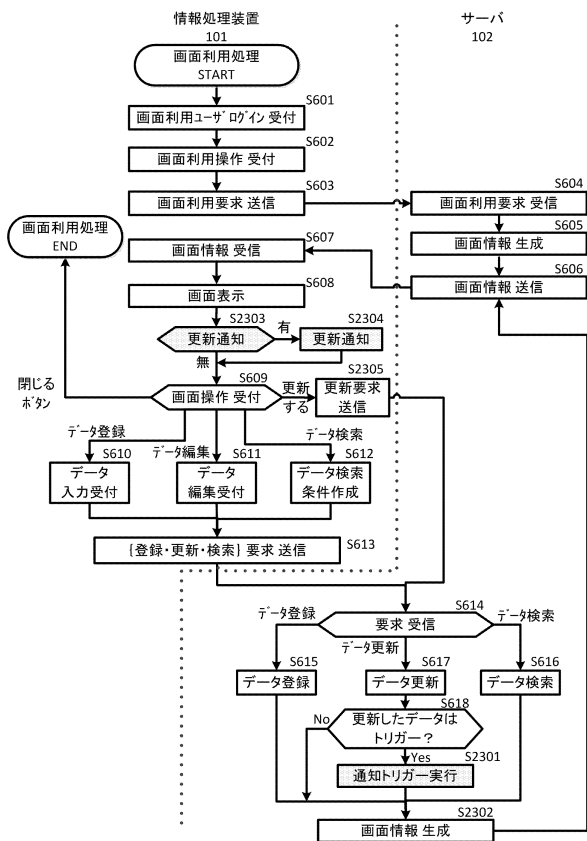 情報処理装置
101
サーバ
102
画面利用処理
START
S601
画面利用ユーザログイン 受付
S602
画面利用操作 受付
S603
画面利用要求 送信
S604
画面利用要求 受信
S605
画面情報 生成
S606
画面情報 送信
画面利用処理
END
S607
画面情報 受信
S608
画面表示
S2303
更新通知
有
S2304
更新通知
無
S609
画面操作 受付
閉じる
ボタン
更新
する
S2305
更新要求
送信
データ登録
データ編集
データ検索
S610
データ
入力受付
S611
データ
編集受付
S612
データ検索
条件作成
S613
{登録・更新・検索} 要求 送信
S614
要求 受信
データ登録
データ更新
データ検索
S615
データ登録
S617
データ更新
S616
データ検索
S618
更新したデータは
トリガー?
No
Yes
S2301
通知トリガー実行
S2302
画面情報 生成